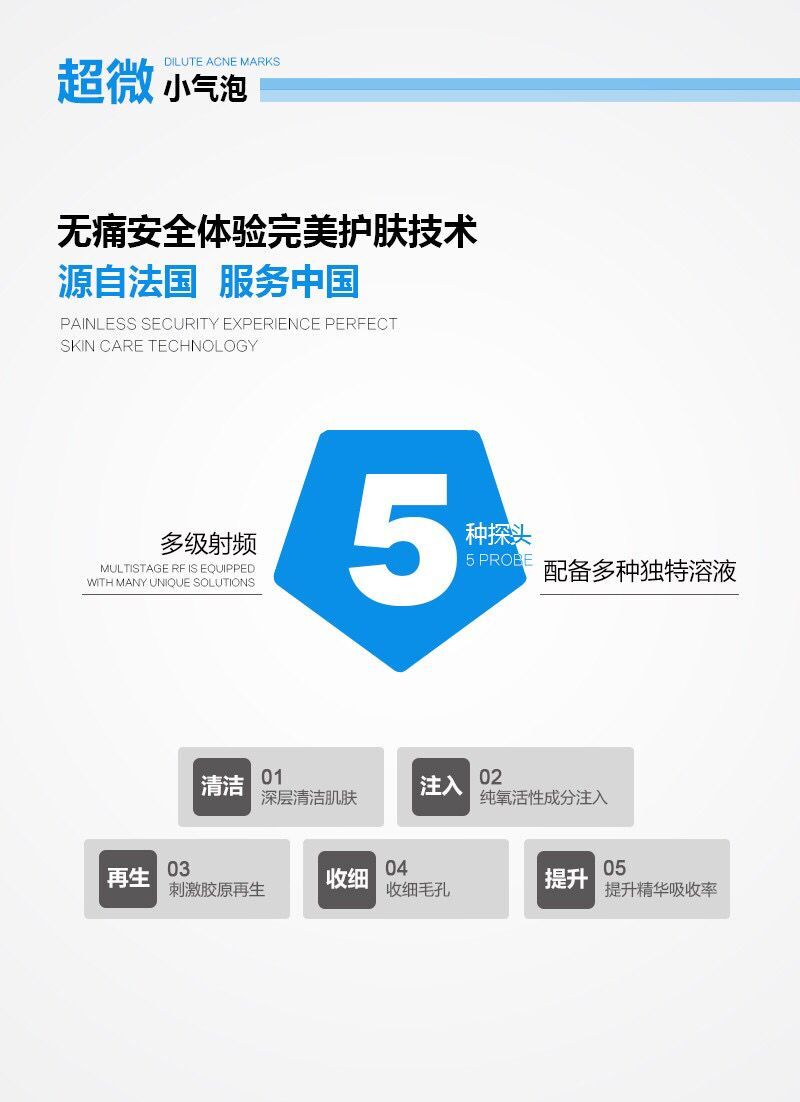 超微
DILUTE ACNE MARKS
小气泡
无痛安全体验完美护肤技术
源自法国 服务中国
PAINLESS SECURITY EXPERIENCE PERFECT
SKIN CARE TECHNOLOGY
多级射频
MULTISTAGE RF IS EQUIPPED
WITH MANY UNIQUE SOLUTIONS
5
种探头
5 PROBE
配备多种独特溶液
清洁
01
深层清洁肌肤
注入
02
纯氧活性成分注入
再生
03
刺激胶原再生
收细
04
收细毛孔
提升
05
提升精华吸收率